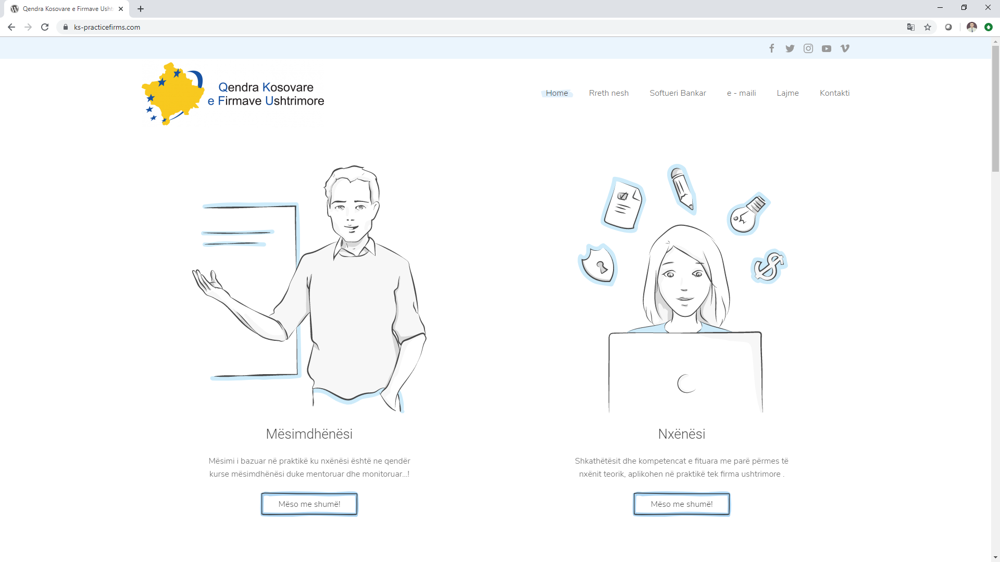 Qendra Kosovare e Firmave Usht
ks-practicefirms.com
Qendra Kosovare
e Firmave Ushtrimore
Home Rreth nesh Softueri Bankar e - maili Lajme Kontakti
Mësimdhënësi
Mësimi i bazuar në praktikë ku nxënësi është ne qendër
kurse mësimdhënësi duke mentoruar dhe monitoruar...!
Mëso me shumë!
Nxënësi
Shkathëtësit dhe kompetencat e fituara me parë përmes të
nxënit teorik, aplikohen në praktikë tek firma ushtrimore .
Mëso me shumë!